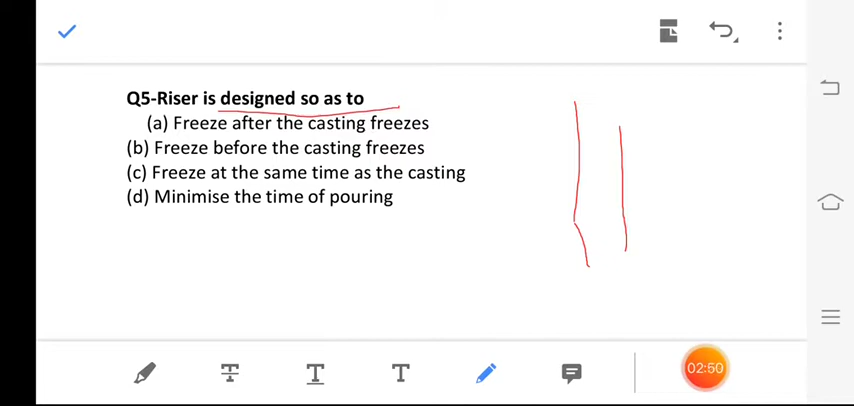 Q5-Riser is designed so as to
(a) Freeze after the casting freezes
(b) Freeze before the casting freezes
(c) Freeze at the same time as the casting
(d) Minimise the time of pouring
T T T
02:50